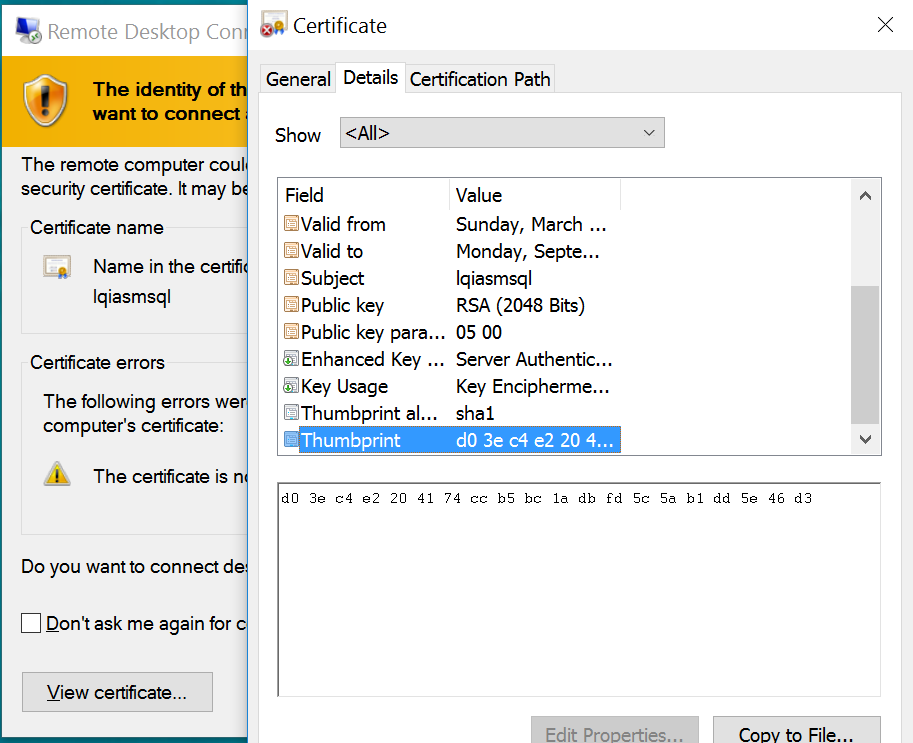 Remote Desktop Con
The identity of th
want to connect
The remote computer coul
security certificate. It may be
Certificate name
Name in the certific
lqiasmsql
Certificate errors
The following errors wer
computer's certificate:
The certificate is no
Do you want to connect des
Don't ask me again for c
View certificate...
Certificate
General Details Certification Path
Show <All>
Field Value
Valid from Sunday, March ...
Valid to Monday, Septe...
Subject lqiasmsql
Public key RSA (2048 Bits)
Public key para... 05 00
Enhanced Key ... Server Authentic...
Key Usage Key Encipherme...
Thumbprint al... sha1
Thumbprint d0 3e c4 e2 20 4...
d0 3e c4 e2 20 41 74 cc b5 bc 1a db fd 5c 5a b1 dd 5e 46 d3
Edit Properties... Copy to File...